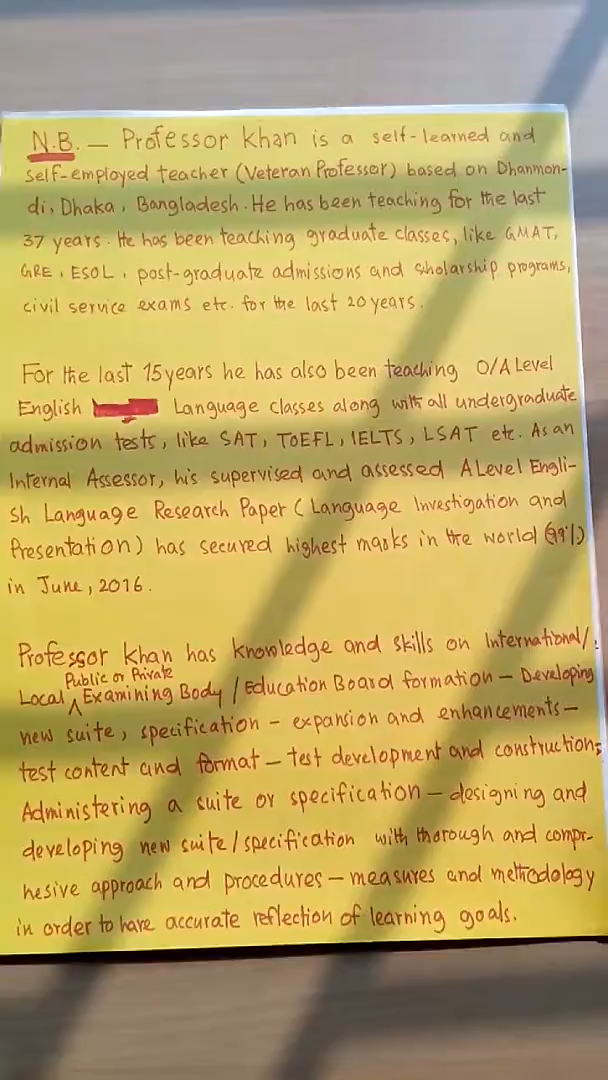 N.B. — Professor Khan is a self-learned and
self-employed teacher (Veteran Professor) based on Dhanmon-
di, Dhaka, Bangladesh. He has been teaching for the last
37 years. He has been teaching graduate classes, like GMAT,
GRE, ESOL, post-graduate admissions and scholarship programs,
civil service exams etc. for the last 20 years.
For the last 15 years he has also been teaching O/A Level
English Language classes along with all undergraduate
admission tests, like SAT, TOEFL, IELTS, LSAT etc. As an
Internal Assessor, his supervised and assessed A Level Engli-
sh Language Research Paper (Language Investigation and
Presentation) has secured highest marks in the world (99%)
in June, 2016.
Professor Khan has knowledge and skills on International/
Public or Private
Local Examining Body / Education Board formation — Developing
new suite, specification — expansion and enhancements —
test content and format — test development and construction;
Administering a suite or specification — designing and
developing new suite/specification with thorough and compr-
hesive approach and procedures — measures and methodology
in order to have accurate reflection of learning goals.